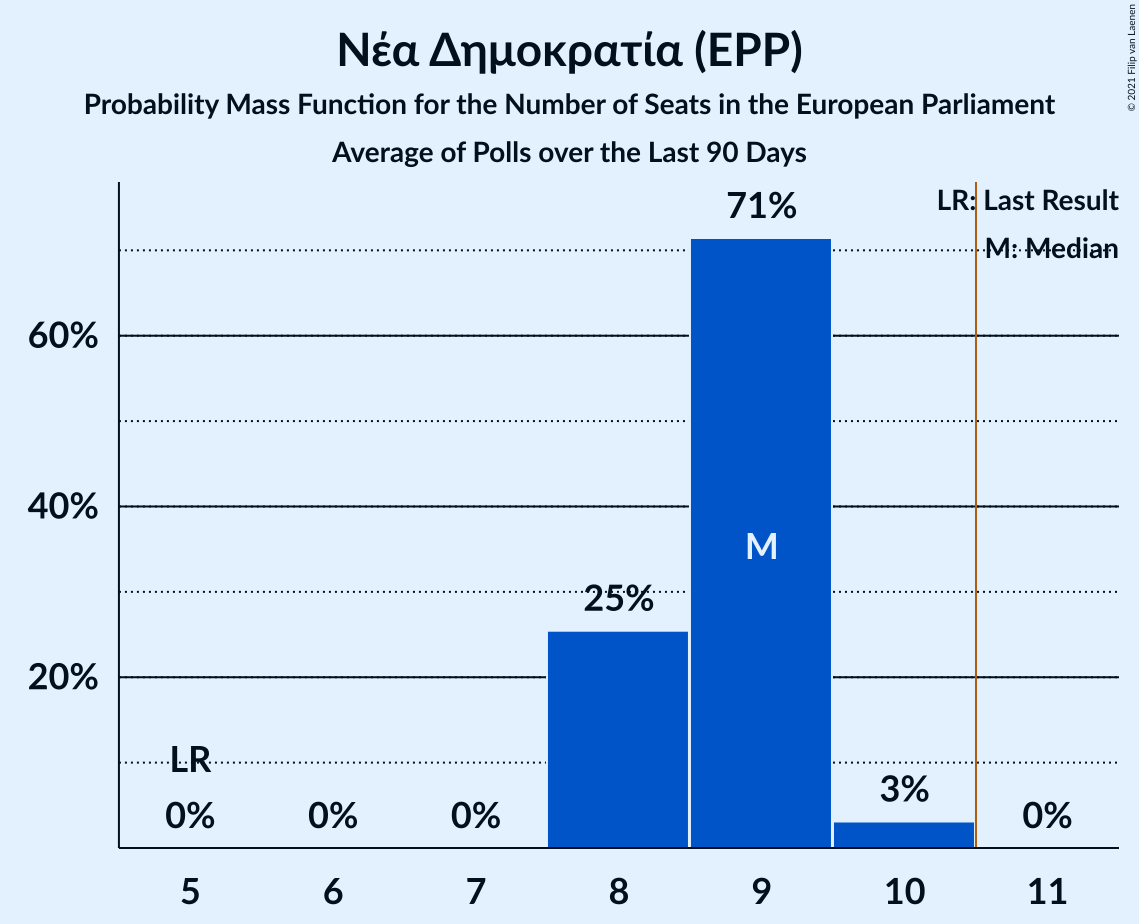 Νέα Δημοκρατία (EPP)
Probability Mass Function for the Number of Seats in the European Parliament
Average of Polls over the Last 90 Days
© 2021 Filip van Laenen
LR: Last Result
M: Median
71%
60%
40%
M
25%
20%
LR
3%
0% 0% 0% 0%
5 6 7 8 9 10 11